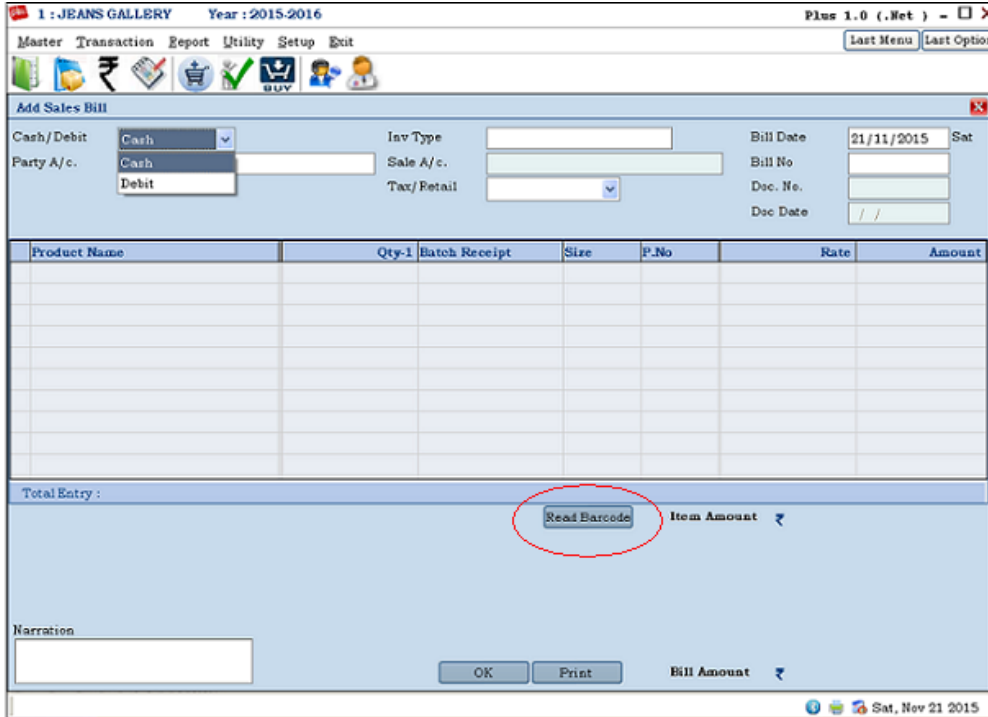 1 : JEANS GALLERY Year : 2015-2016 Plus 1.0 (.Net )
Master Transaction Report Utility Setup Exit Last Menu Last Option
₹ BUY
Add Sales Bill
Cash/Debit Cash Inv Type Bill Date 21/11/2015 Sat
Party A/c. Cash Sale A/c. Bill No
Debit Tax/Retail Doc. No.
Doc Date / /
Product Name Qty-1 Batch Receipt Size P.No Rate Amount
Total Entry :
Read Barcode Item Amount ₹
Narration
OK Print Bill Amount ₹
Sat, Nov 21 2015